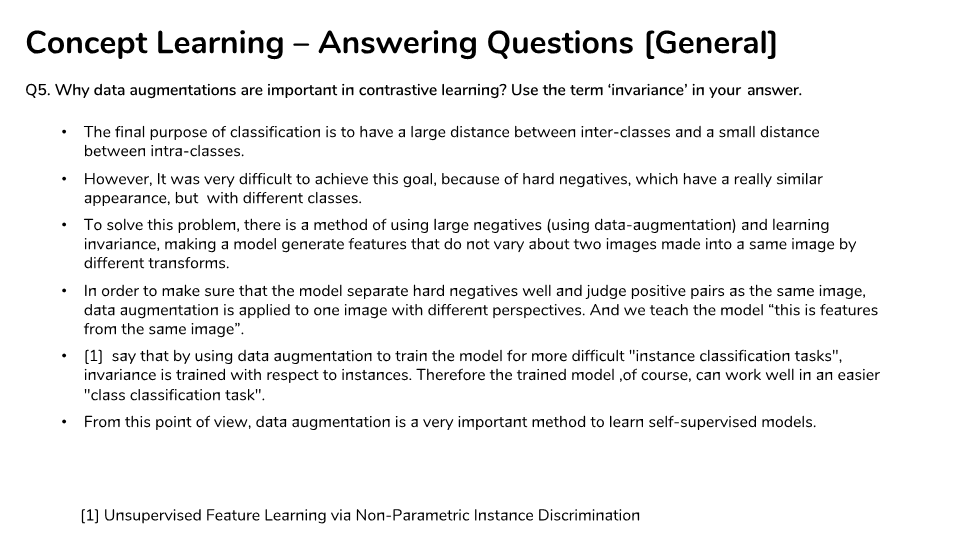 Concept Learning – Answering Questions [General]
Q5. Why data augmentations are important in contrastive learning? Use the term ‘invariance’ in your answer.
• The final purpose of classification is to have a large distance between inter-classes and a small distance
between intra-classes.
• However, It was very difficult to achieve this goal, because of hard negatives, which have a really similar
appearance, but with different classes.
• To solve this problem, there is a method of using large negatives (using data-augmentation) and learning
invariance, making a model generate features that do not vary about two images made into a same image by
different transforms.
• In order to make sure that the model separate hard negatives well and judge positive pairs as the same image,
data augmentation is applied to one image with different perspectives. And we teach the model “this is features
from the same image”.
• [1] say that by using data augmentation to train the model for more difficult "instance classification tasks",
invariance is trained with respect to instances. Therefore the trained model ,of course, can work well in an easier
"class classification task".
• From this point of view, data augmentation is a very important method to learn self-supervised models.
[1] Unsupervised Feature Learning via Non-Parametric Instance Discrimination